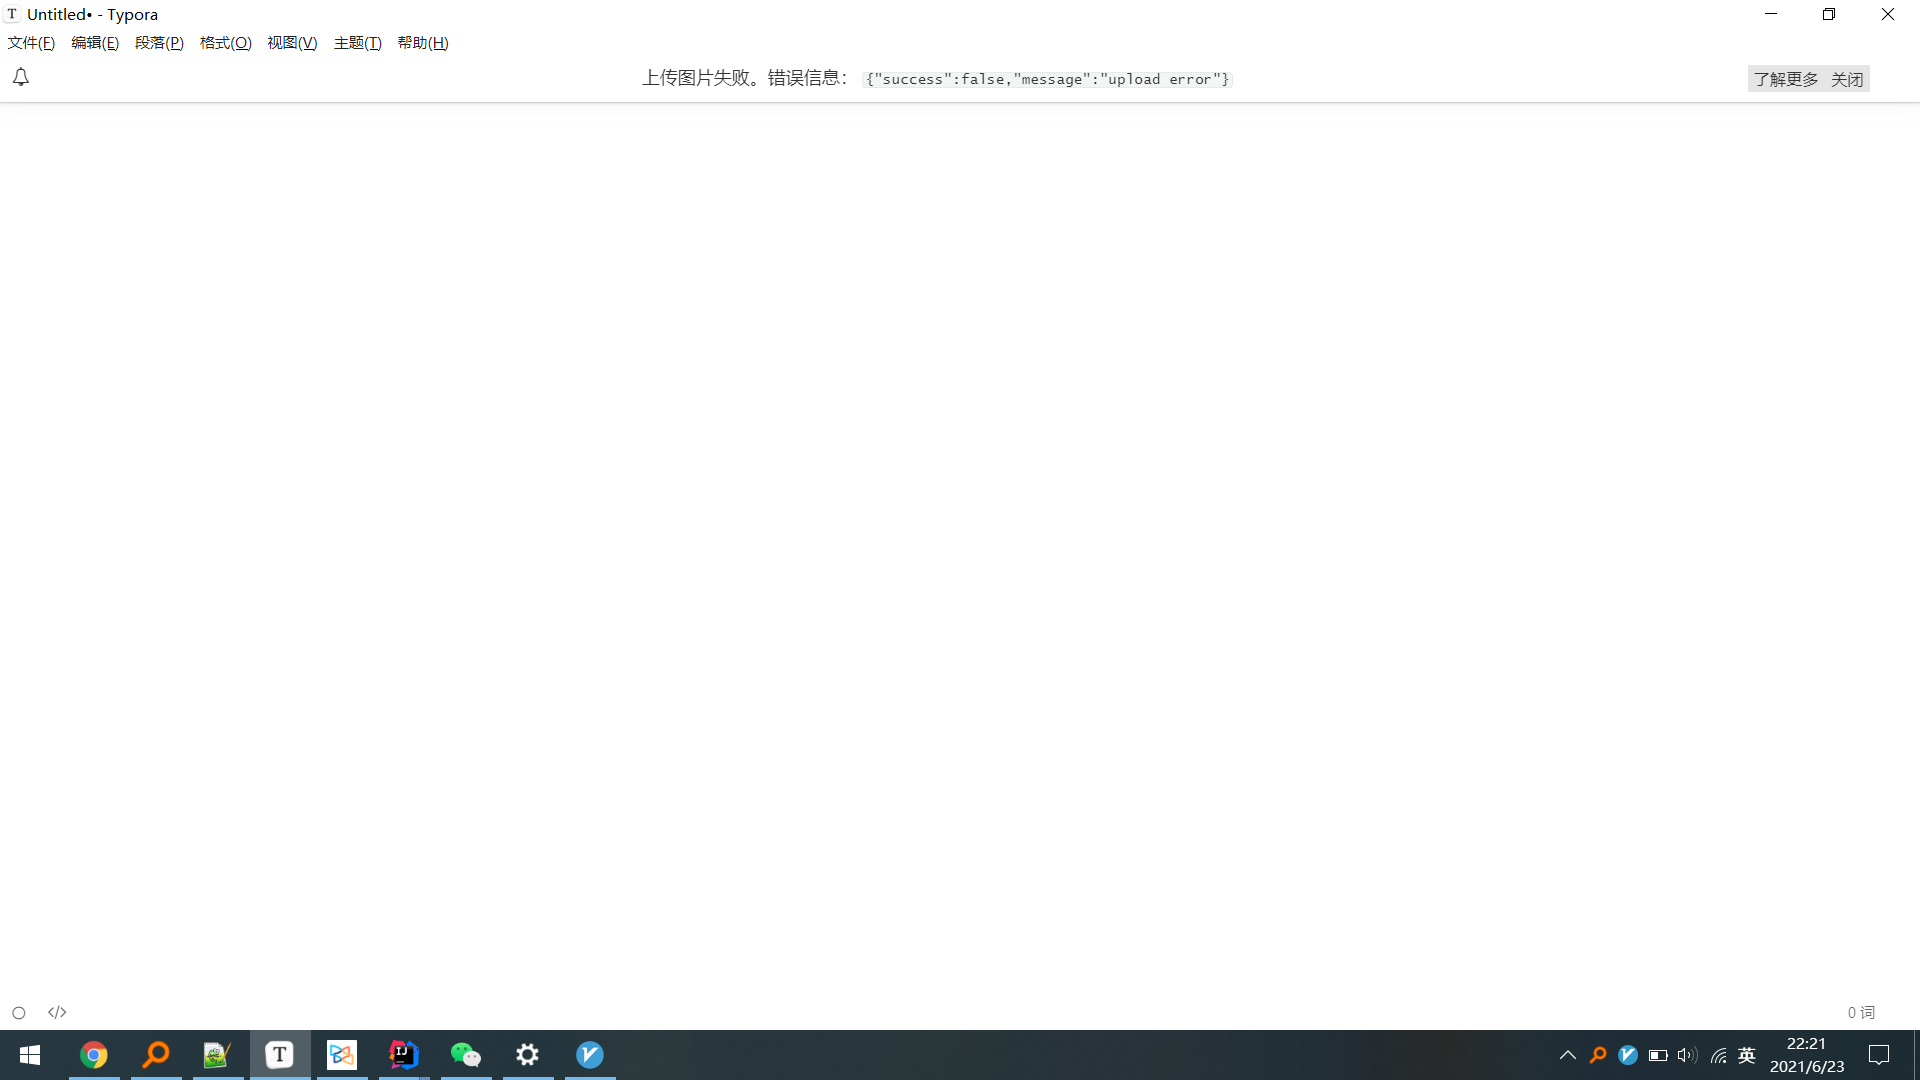 Untitled• - Typora
文件(F) 编辑(E) 段落(P) 格式(O) 视图(V) 主题(T) 帮助(H)
上传图片失败。错误信息： {"success":false,"message":"upload error"}
了解更多 关闭
</> 0 词
T IJ 英 22:21
2021/6/23